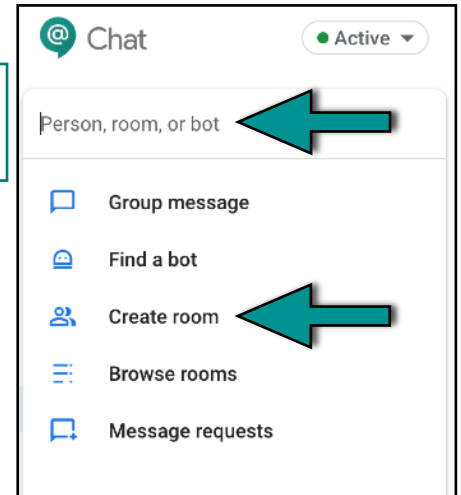 @ Chat
Active
Person, room, or bot
Group message
Find a bot
Create room
Browse rooms
Message requests